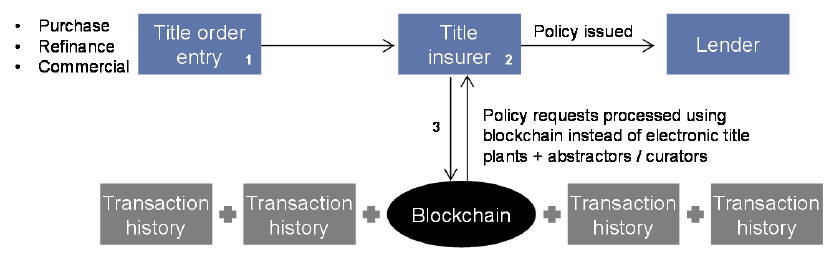 • Purchase
• Refinance
• Commercial
Title order
entry 1
Title
insurer 2
Policy issued
Lender
3
Policy requests processed using
blockchain instead of electronic title
plants + abstractors / curators
Transaction
history
Transaction
history
Blockchain
Transaction
history
Transaction
history